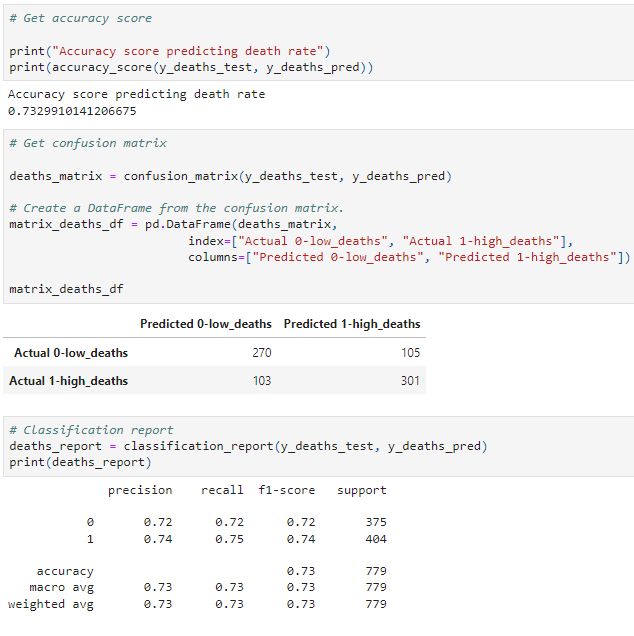 # Get accuracy score
print("Accuracy score predicting death rate")
print(accuracy_score(y_deaths_test, y_deaths_pred))
Accuracy score predicting death rate
0.7329910141206675
# Get confusion matrix
deaths_matrix = confusion_matrix(y_deaths_test, y_deaths_pred)
# Create a DataFrame from the confusion matrix.
matrix_deaths_df = pd.DataFrame(deaths_matrix,
index=["Actual 0-low_deaths", "Actual 1-high_deaths"],
columns=["Predicted 0-low_deaths", "Predicted 1-high_deaths"])
matrix_deaths_df
Predicted 0-low_deaths Predicted 1-high_deaths
Actual 0-low_deaths 270 105
Actual 1-high_deaths 103 301
# Classification report
deaths_report = classification_report(y_deaths_test, y_deaths_pred)
print(deaths_report)
precision recall f1-score support
0 0.72 0.72 0.72 375
1 0.74 0.75 0.74 404
accuracy 0.73 779
macro avg 0.73 0.73 0.73 779
weighted avg 0.73 0.73 0.73 779